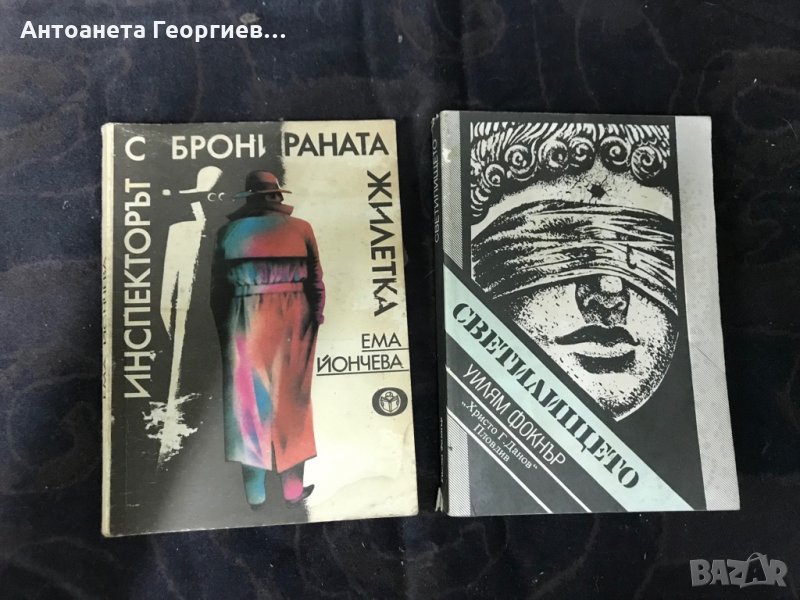 Антоанета Георгиев...
ИНСПЕКТОРЪТ
С БРОНИРАНАТА
ЖИЛЕТКА
ЕМА
ЙОНЧЕВА
СВЕТИЛИЩЕТО
СВЕТИЛИЩЕТО
УИЛЯМ ФОКНЪР
„Христо Г. Данов“
Пловдив
BAZAR